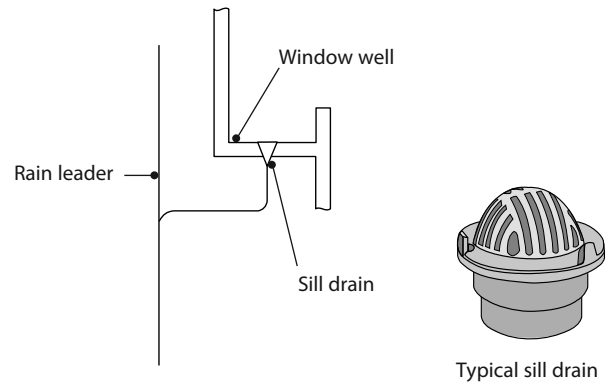 Window well
Rain leader
Sill drain
Typical sill drain